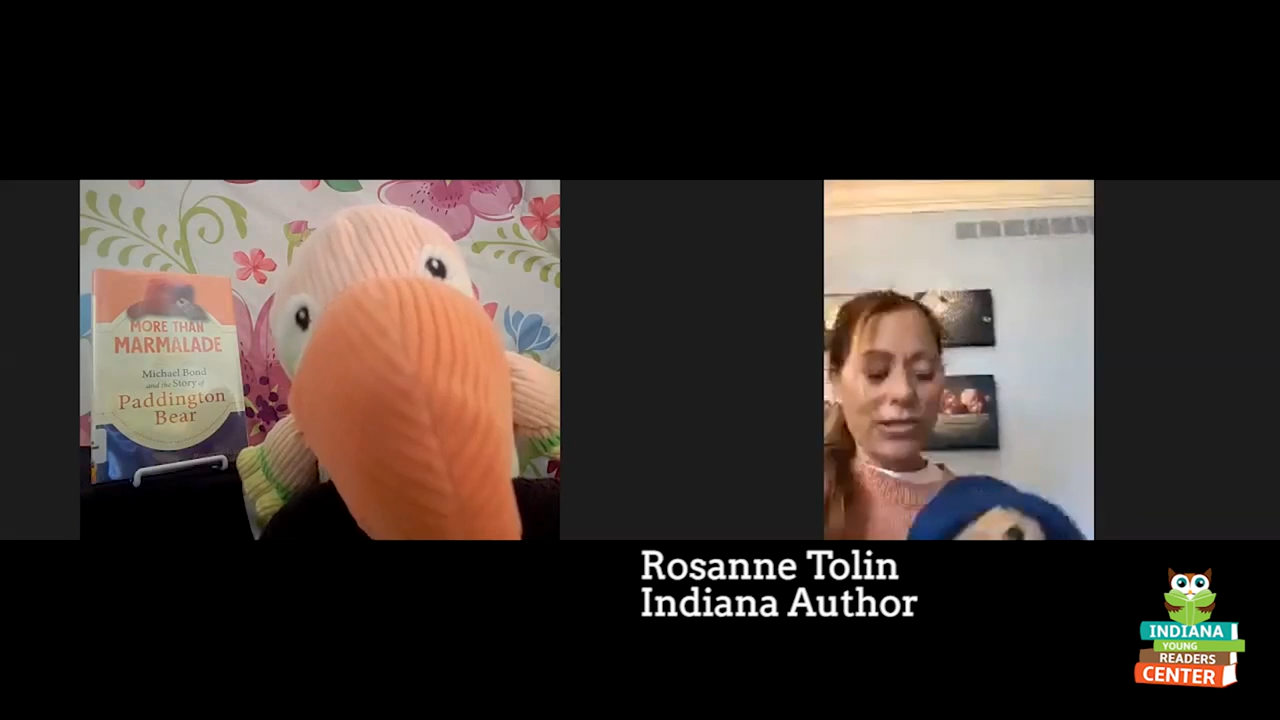 MORE THAN
MARMALADE
Michael Bond
and the Story of
Paddington
Bear
Rosanne Tolin
Indiana Author
INDIANA
YOUNG
READERS
CENTER